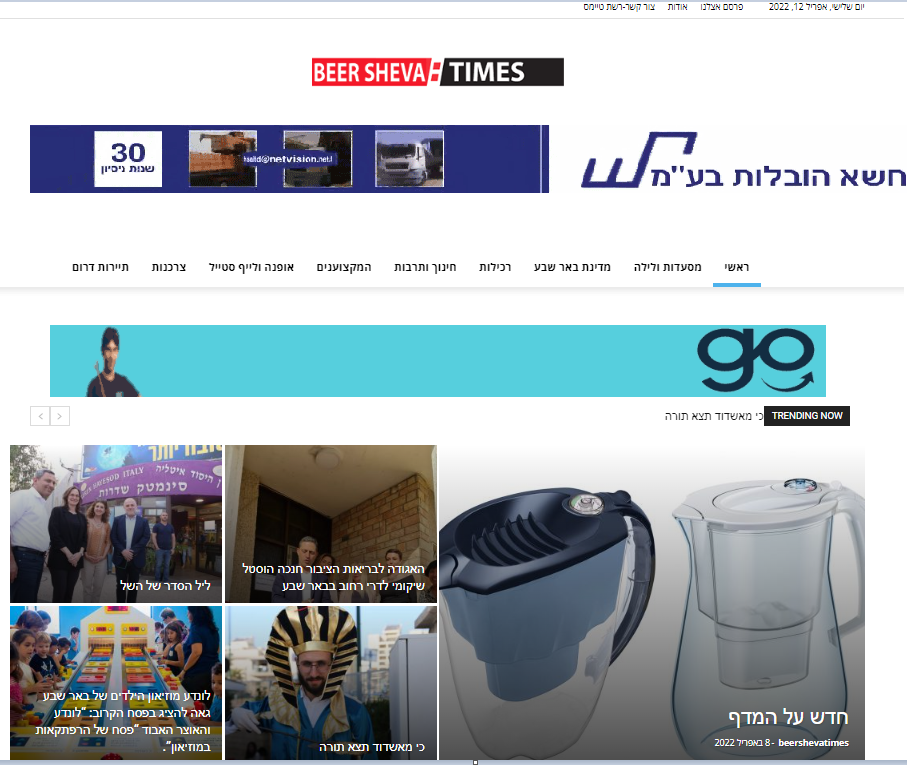 יום שלישי, אפריל 12, 2022 פרסם אצלנו אודות צור קשר-רשת טיימס
BEER SHEVA: TIMES
30
שנות ניסיון
חשא הובלות בע"מ
ראשי מסעדות ולילה מדינת באר שבע רכילות חינוך ותרבות המקצוענים אופנה ולייף סטייל צרכנות תיירות דרום
go
TRENDING NOW כי מאשדוד תצא תורה
סינמטק שדרות
ליל הסדר של השל
האגודה לבריאות הציבור חנכה הוסטל
שיקומי לדרי רחוב בבאר שבע
חדש על המדף
beershevatimes - 8 באפריל 2022
לונדע מוזיאון הילדים של באר שבע
גאה להציג בפסח הקרוב: "לונדע
והאוצר האבוד "פסח של הרפתקאות
במוזיאון".
כי מאשדוד תצא תורה